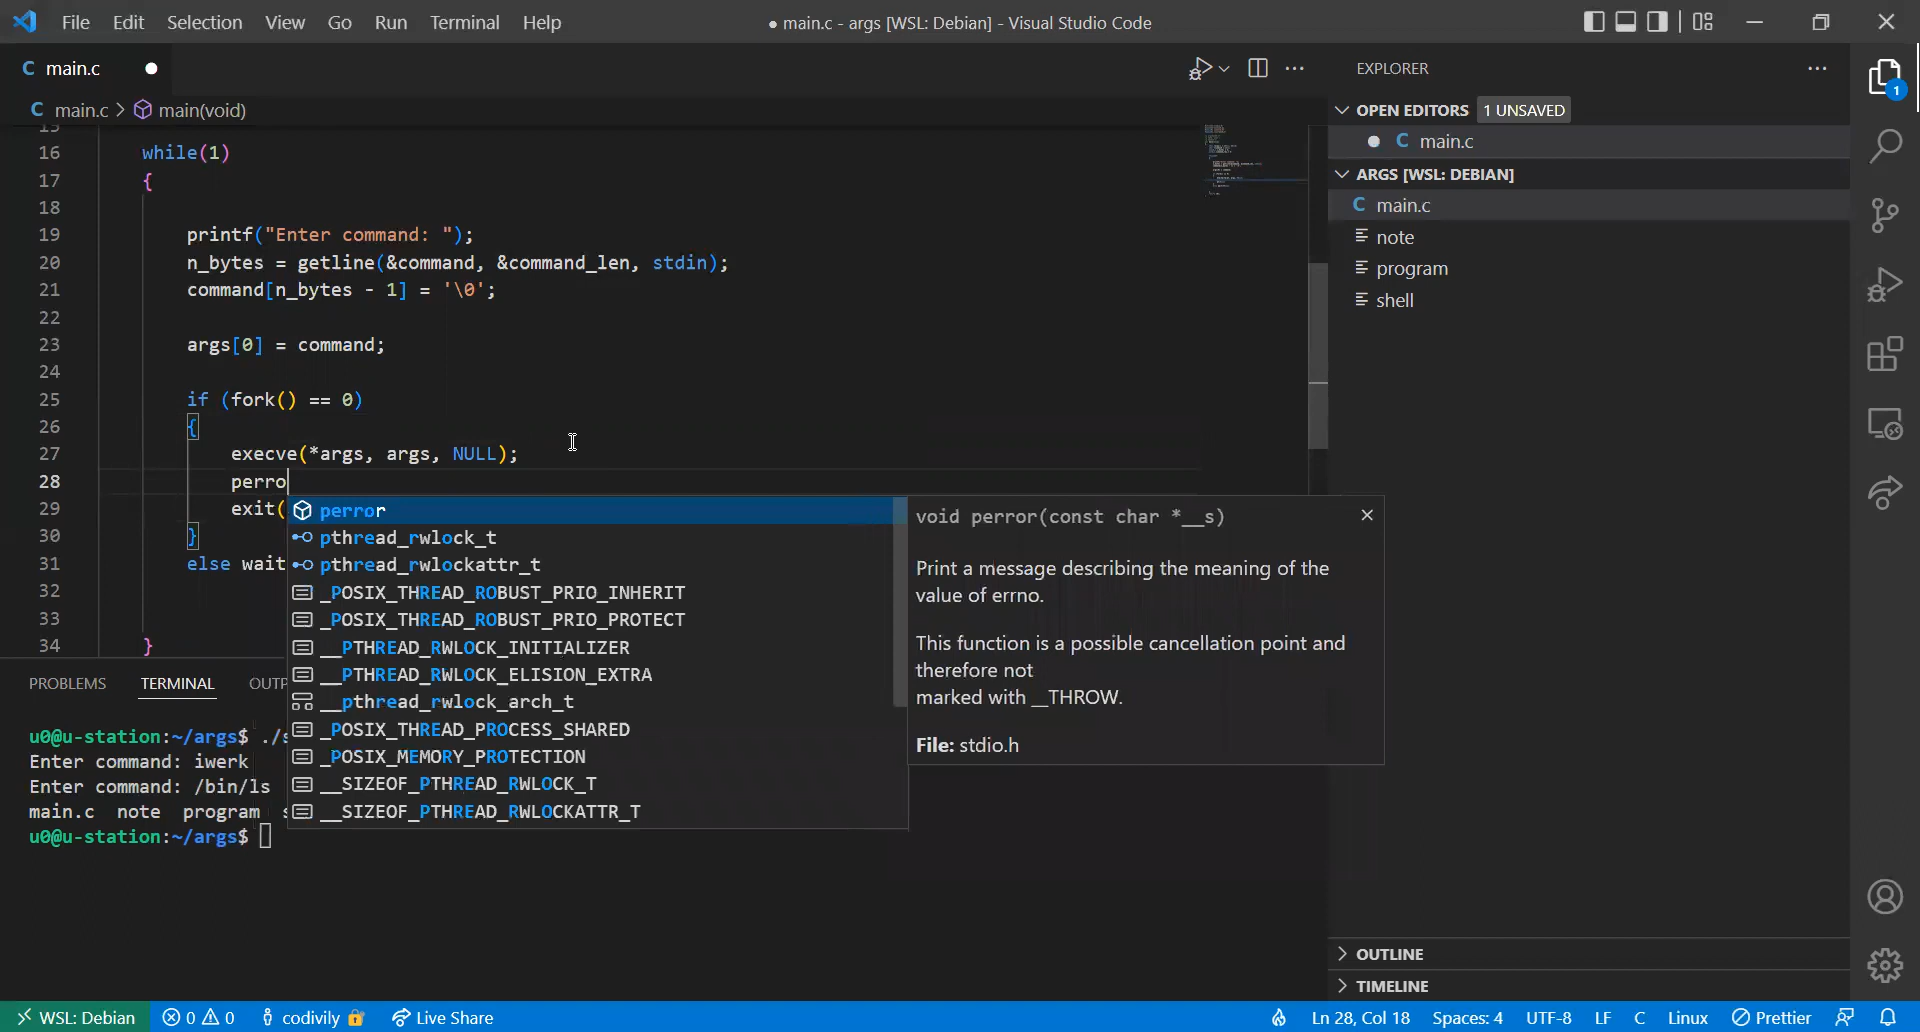 File Edit Selection View Go Run Terminal Help
● main.c - args [WSL: Debian] - Visual Studio Code
C main.c ●
C main.c > main(void)
15
16 while(1)
17 {
18
19 printf("Enter command: ");
20 n_bytes = getline(&command, &command_len, stdin);
21 command[n_bytes - 1] = '\0';
22
23 args[0] = command;
24
25 if (fork() == 0)
26 {
27 execve(*args, args, NULL);
28 perro
29 exit(
30 }
31 else wait
32
33
34 }
perror
pthread_rwlock_t
pthread_rwlockattr_t
_POSIX_THREAD_ROBUST_PRIO_INHERIT
_POSIX_THREAD_ROBUST_PRIO_PROTECT
__PTHREAD_RWLOCK_INITIALIZER
__PTHREAD_RWLOCK_ELISION_EXTRA
__pthread_rwlock_arch_t
_POSIX_THREAD_PROCESS_SHARED
_POSIX_MEMORY_PROTECTION
__SIZEOF_PTHREAD_RWLOCK_T
__SIZEOF_PTHREAD_RWLOCKATTR_T
void perror(const char *__s)
Print a message describing the meaning of the
value of errno.
This function is a possible cancellation point and
therefore not
marked with __THROW.
File: stdio.h
PROBLEMS TERMINAL OUTP
u0@u-station:~/args$ ./s
Enter command: iwerk
Enter command: /bin/ls
main.c note program s
u0@u-station:~/args$
EXPLORER
OPEN EDITORS 1 UNSAVED
● C main.c
ARGS [WSL: DEBIAN]
C main.c
note
program
shell
OUTLINE
TIMELINE
1
WSL: Debian 0 0 codivily Live Share
Ln 28, Col 18 Spaces: 4 UTF-8 LF C Linux Prettier